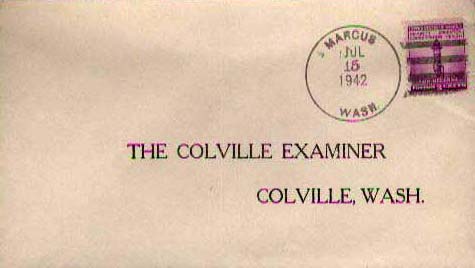 MARCUS
JUL
15
1942
WASH.
THE COLVILLE EXAMINER
COLVILLE, WASH.